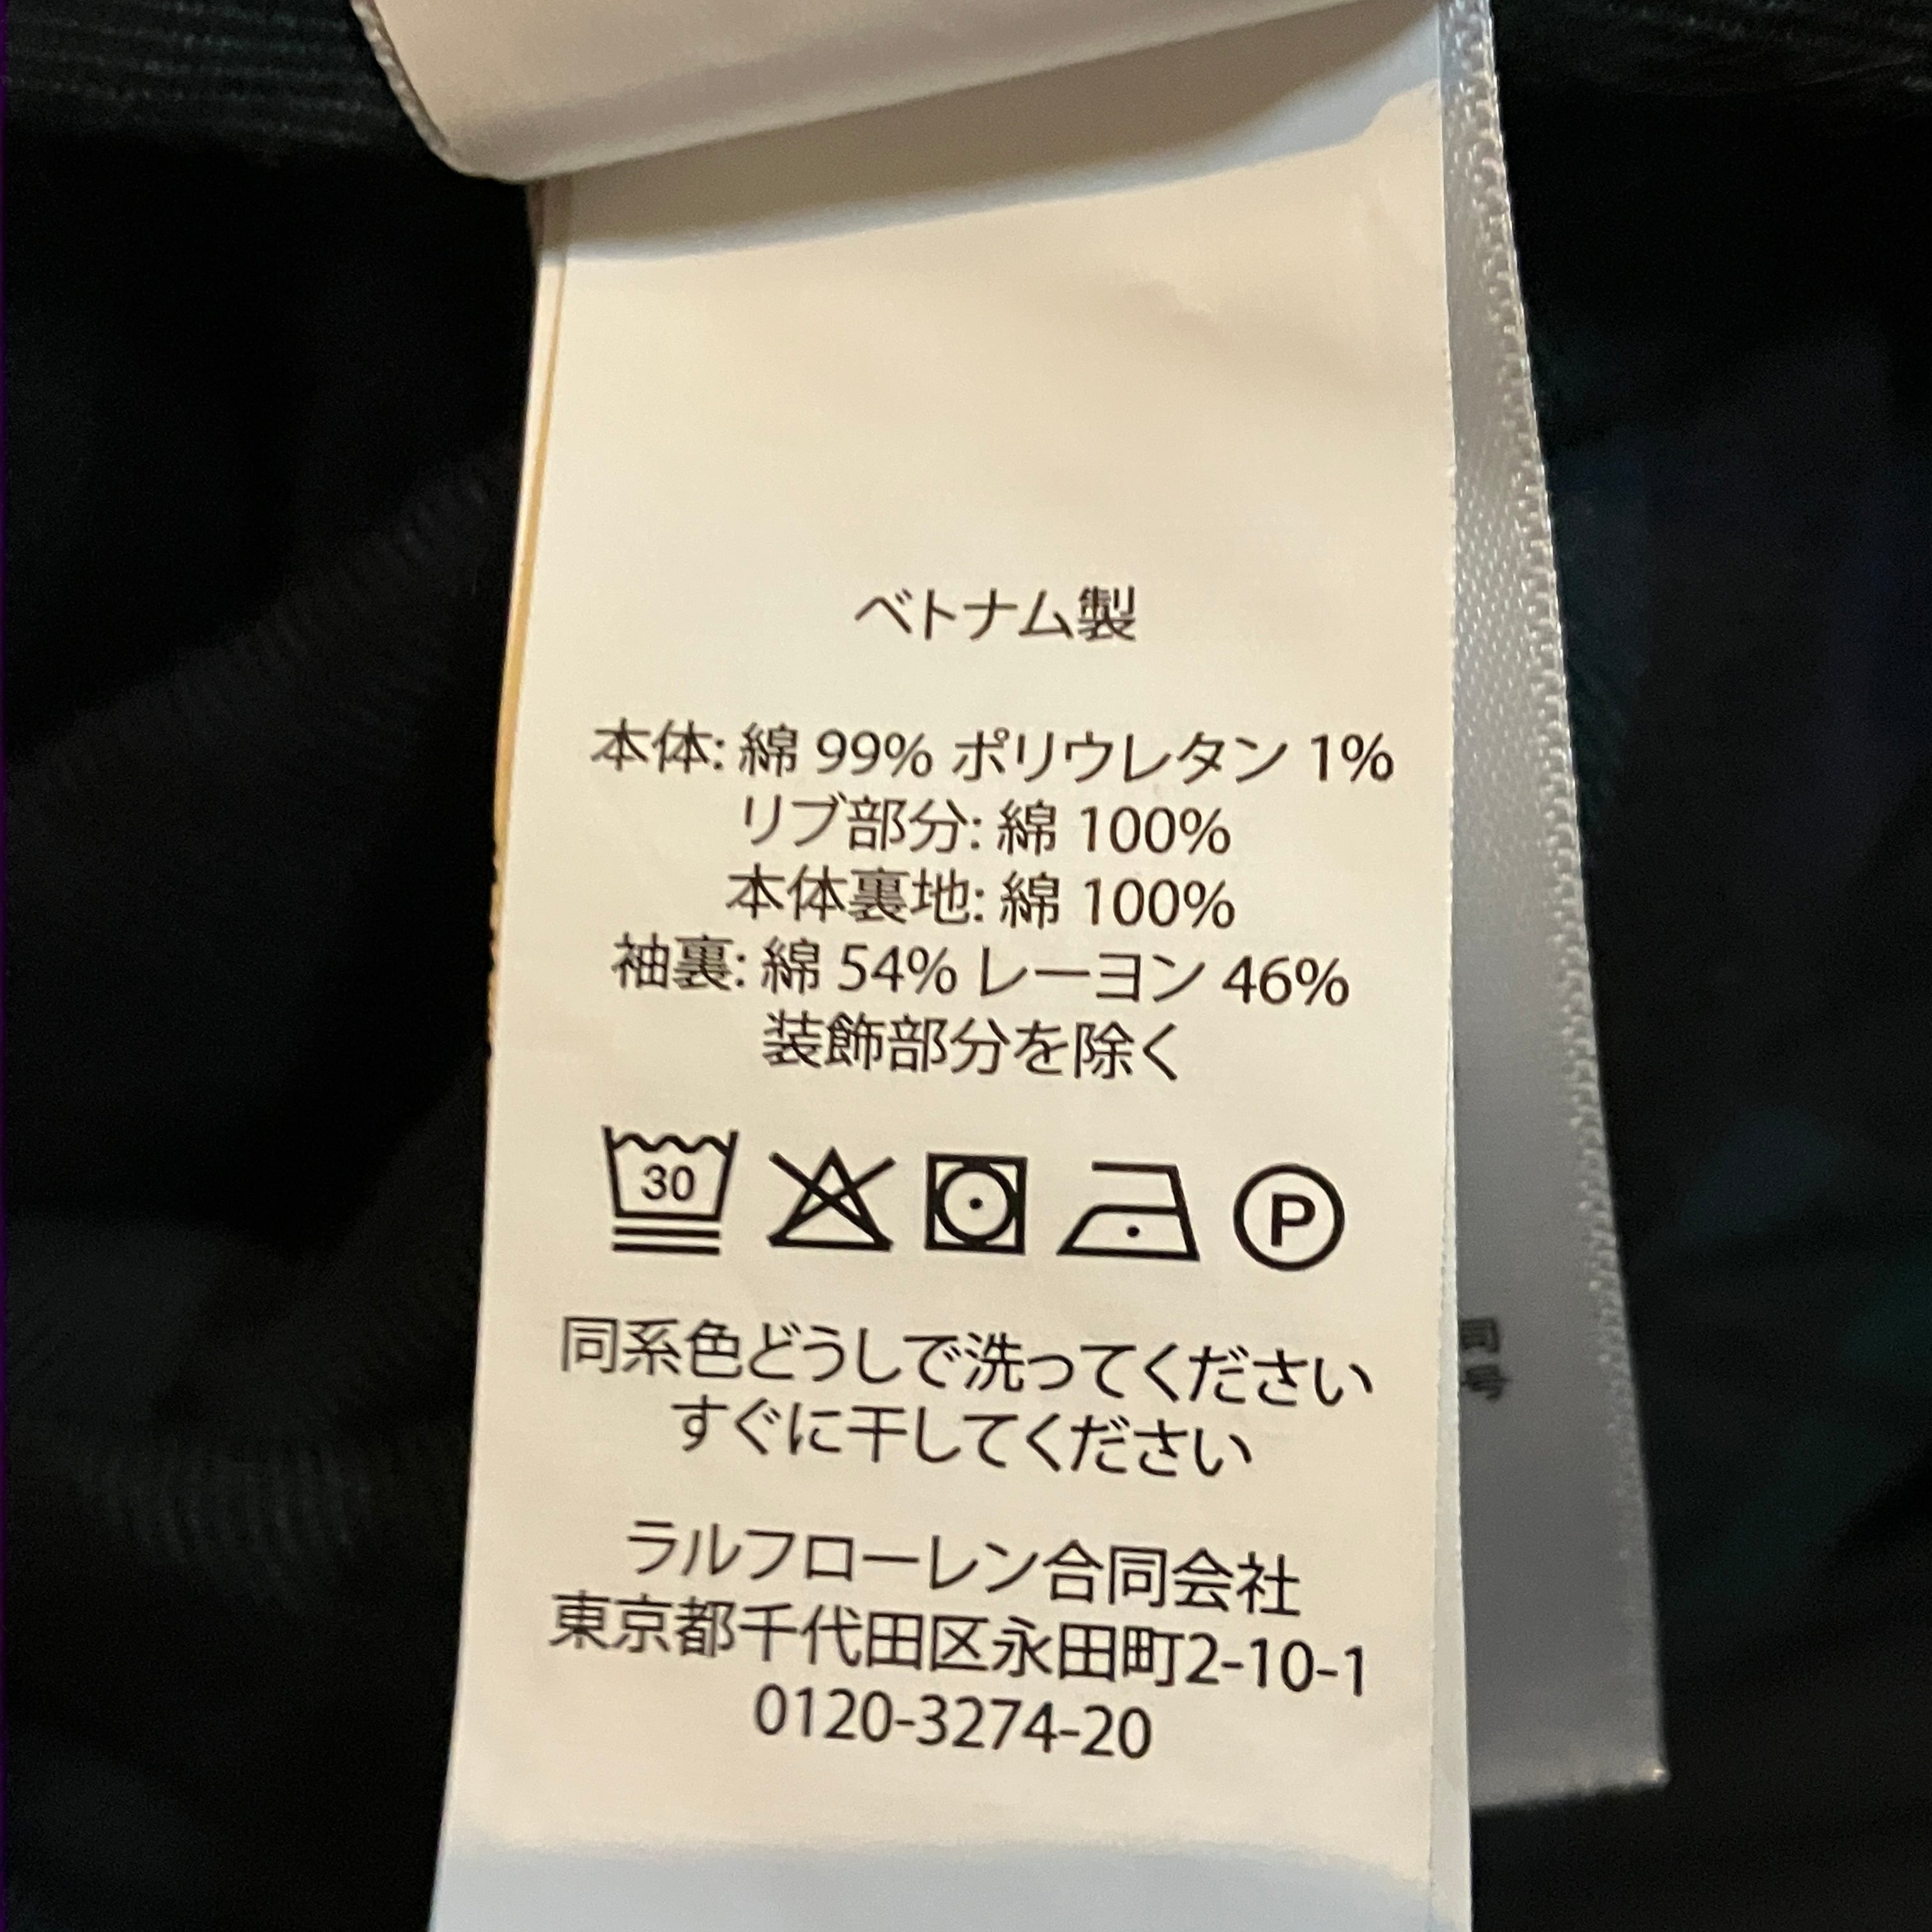 ベトナム製
本体: 綿 99% ポリウレタン 1%
リブ部分: 綿 100%
本体裏地: 綿 100%
袖裏: 綿 54% レーヨン 46%
装飾部分を除く
30
P
同系色どうしで洗ってください
すぐに干してください
ラルフローレン合同会社
東京都千代田区永田町2-10-1
0120-3274-20
同
号